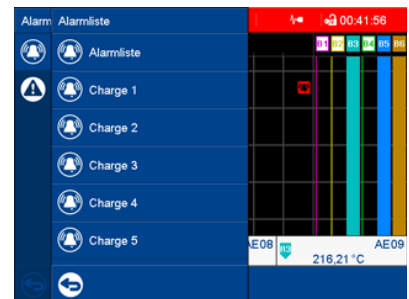 Alarm Alarmliste 00:41:56
B1 B2 B3 B4 B5 B6
Alarmliste
Charge 1
Charge 2
Charge 3
Charge 4
Charge 5
AE08 B3 AE09
216,21 °C